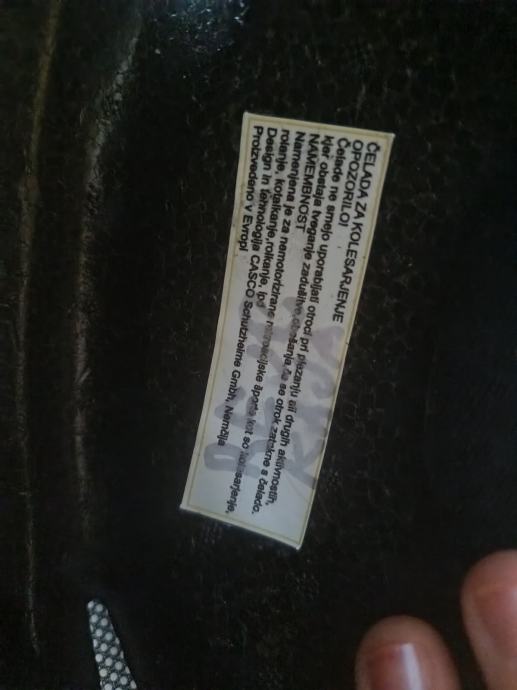 ČELADA ZA KOLESARJENJE
OPOZORILO!
Čelade ne smejo uporabljati otroci pri plezanju ali drugih aktivnostih,
kjer obstaja tveganje zadušitve, obešanja, če se otrok zatakne s čelado.
NAMEMBNOST
Namenjena je za nemotorizirane športe kot so kolesarjenje,
rolanje, kotalkanje, rolkanje, ipd
Design in tehnologija CASCO Schutzhelme Gmbh, Nemčija
Proizvedeno v Evropi